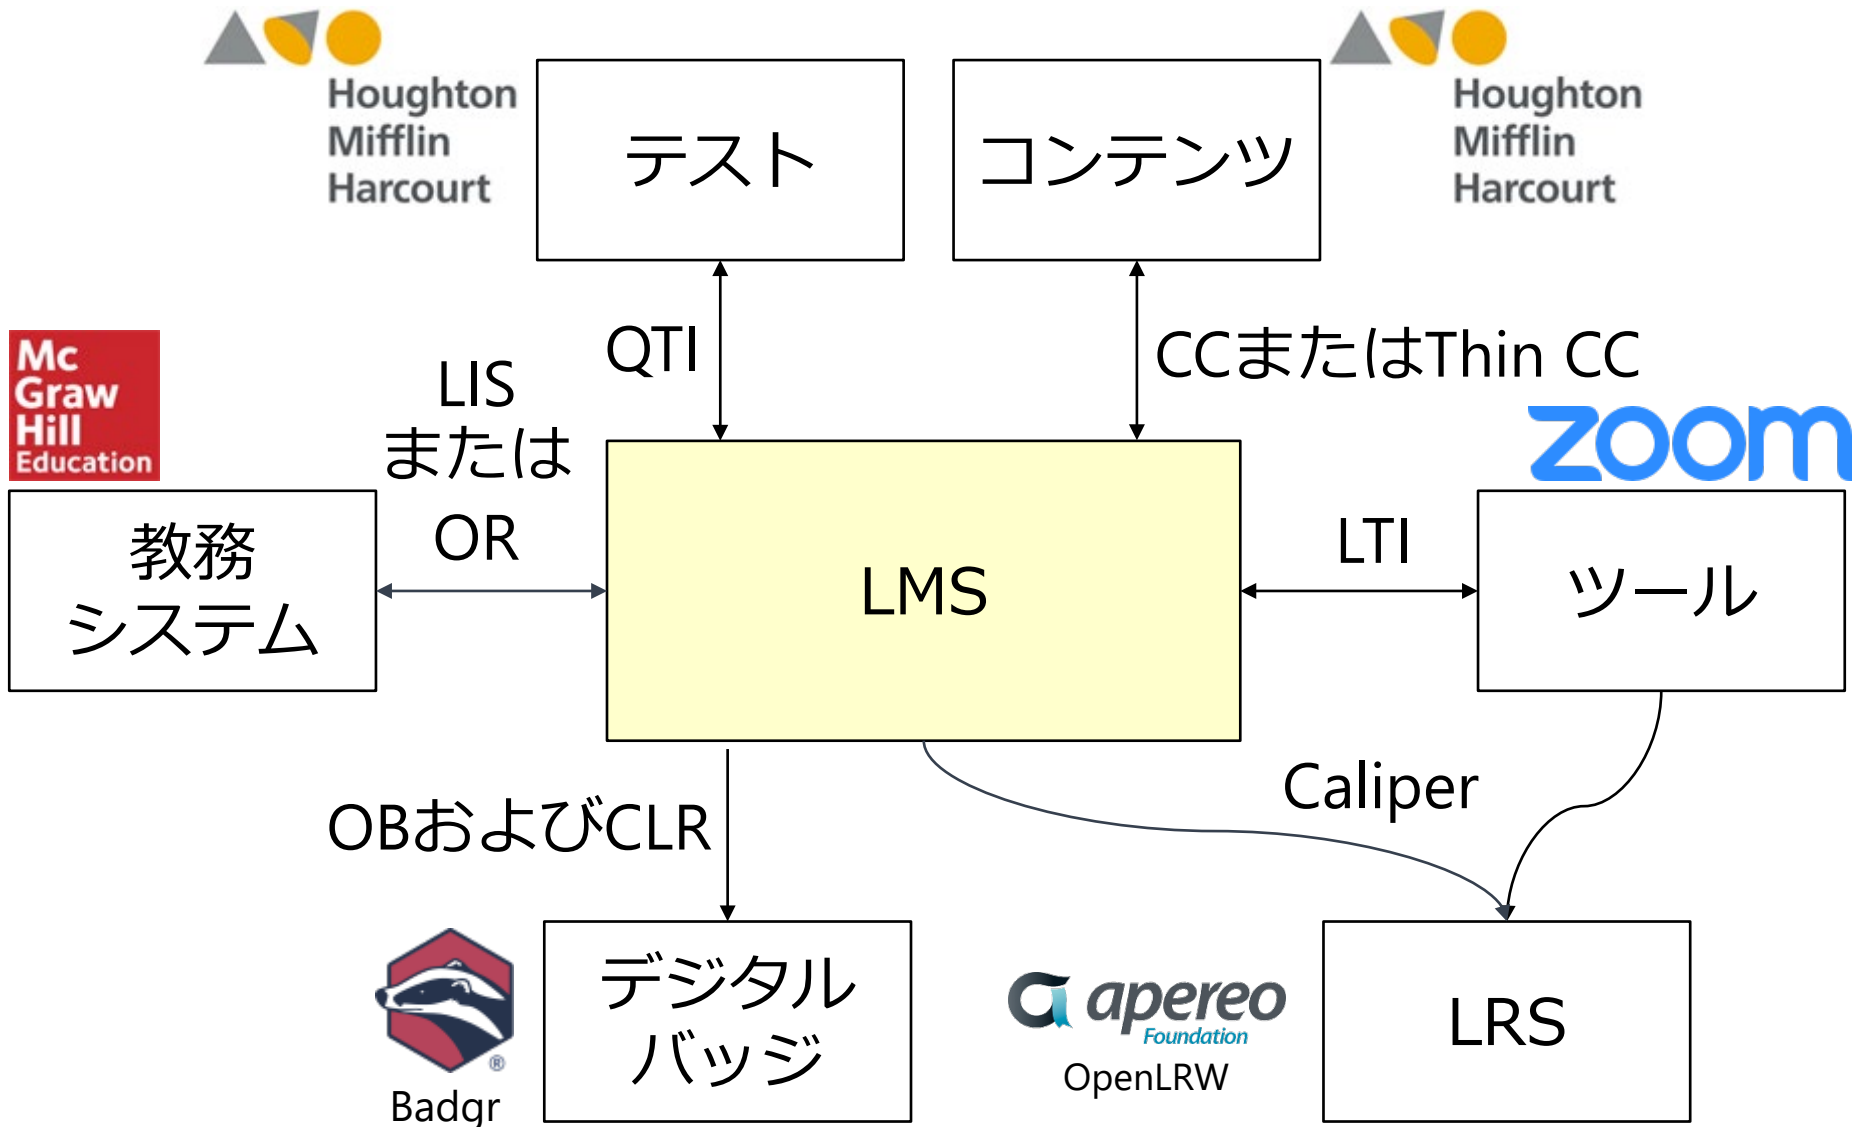 Houghton
Mifflin
Harcourt
テスト
コンテンツ
Houghton
Mifflin
Harcourt
QTI
CCまたはThin CC
Mc
Graw
Hill
Education
LIS
または
OR
zoom
教務
システム
LMS
LTI
ツール
OBおよびCLR
Caliper
®
Badgr
デジタル
バッジ
apereo
Foundation
OpenLRW
LRS